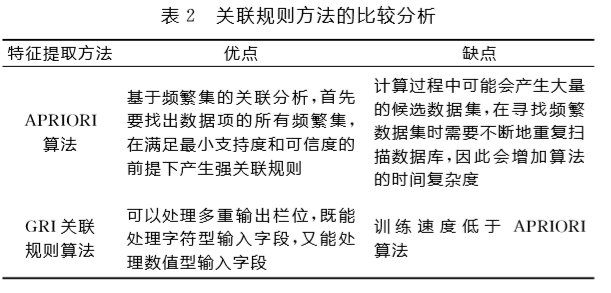 表 2 关联规则方法的比较分析
特征提取方法 优点 缺点
APRIORI
算法
基于频繁集的关联分析，首先
要找出数据项的所有频繁集，
在满足最小支持度和可信度的
前提下产生强关联规则
计算过程中可能会产生大量
的候选数据集，在寻找频繁
数据集时需要不断地重复扫
描数据库，因此会增加算法
的时间复杂度
GRI 关联
规则算法
可以处理多重输出栏位，既能
处理字符型输入字段，又能处
理数值型输入字段
训练速度低于 APRIORI
算法